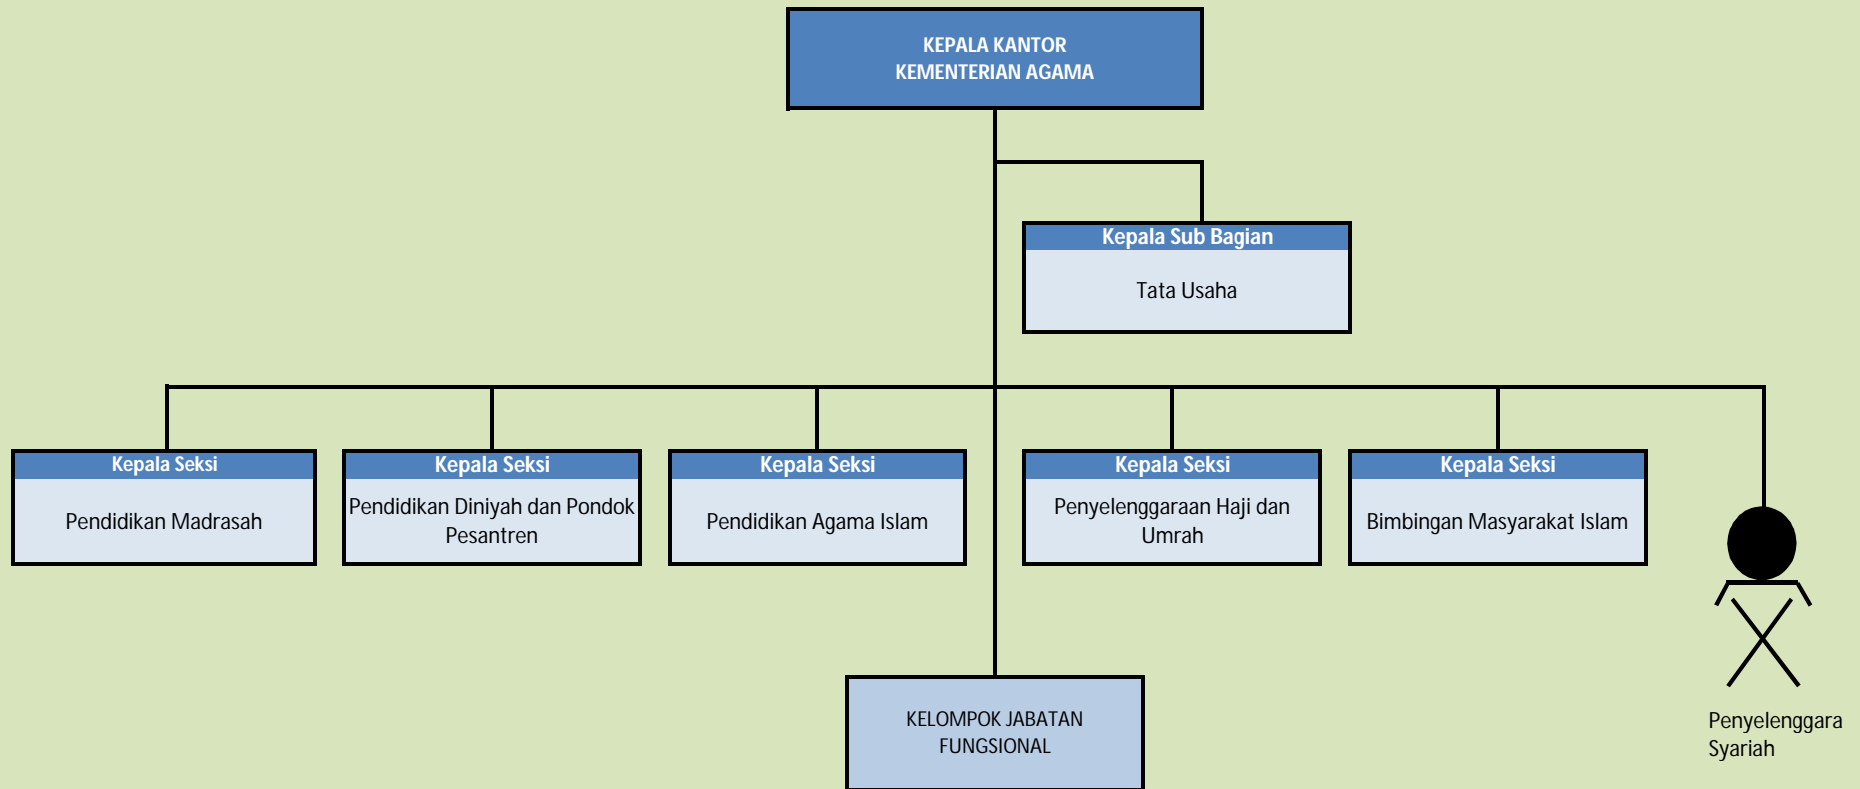 KEPALA KANTOR
KEMENTERIAN AGAMA
Kepala Sub Bagian
Tata Usaha
Kepala Seksi
Pendidikan Madrasah
Kepala Seksi
Pendidikan Diniyah dan Pondok
Pesantren
Kepala Seksi
Pendidikan Agama Islam
Kepala Seksi
Penyelenggaraan Haji dan
Umrah
Kepala Seksi
Bimbingan Masyarakat Islam
Penyelenggara
Syariah
KELOMPOK JABATAN
FUNGSIONAL